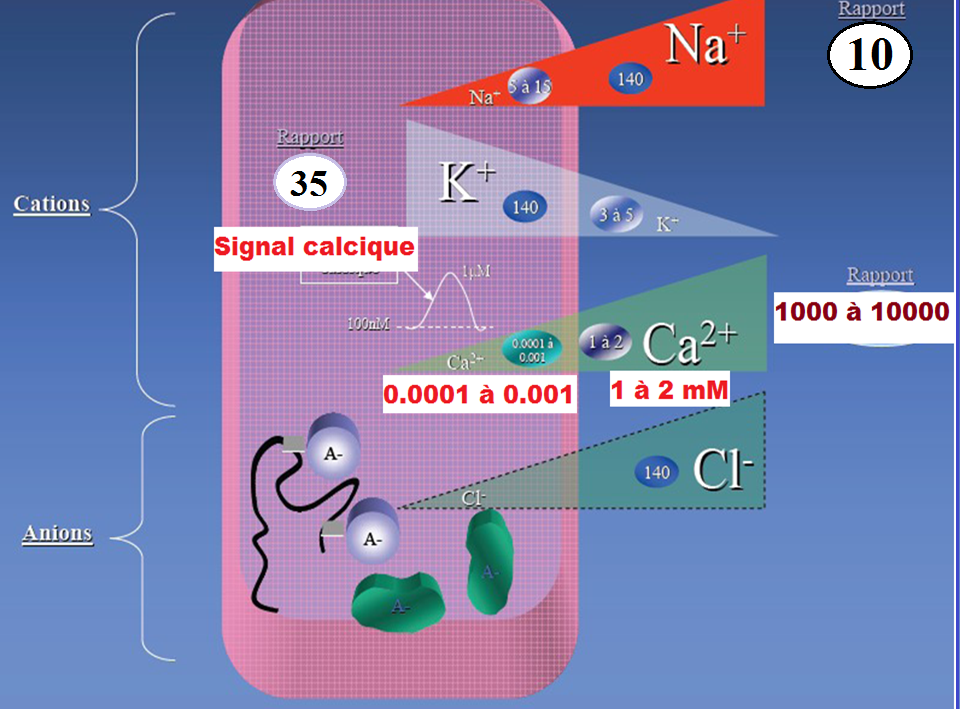 Rapport
10
Na+
Na+
5 à 15
140
Rapport
35
K+
140
3 à 5
K+
Cations
Signal calcique
1µM
100nM
Rapport
1000 à 10000
Ca2+
0.0001 à
0.001
1 à 2
Ca2+
0.0001 à 0.001
1 à 2 mM
A-
140
Cl-
Cl-
Anions
A-
A-
A-